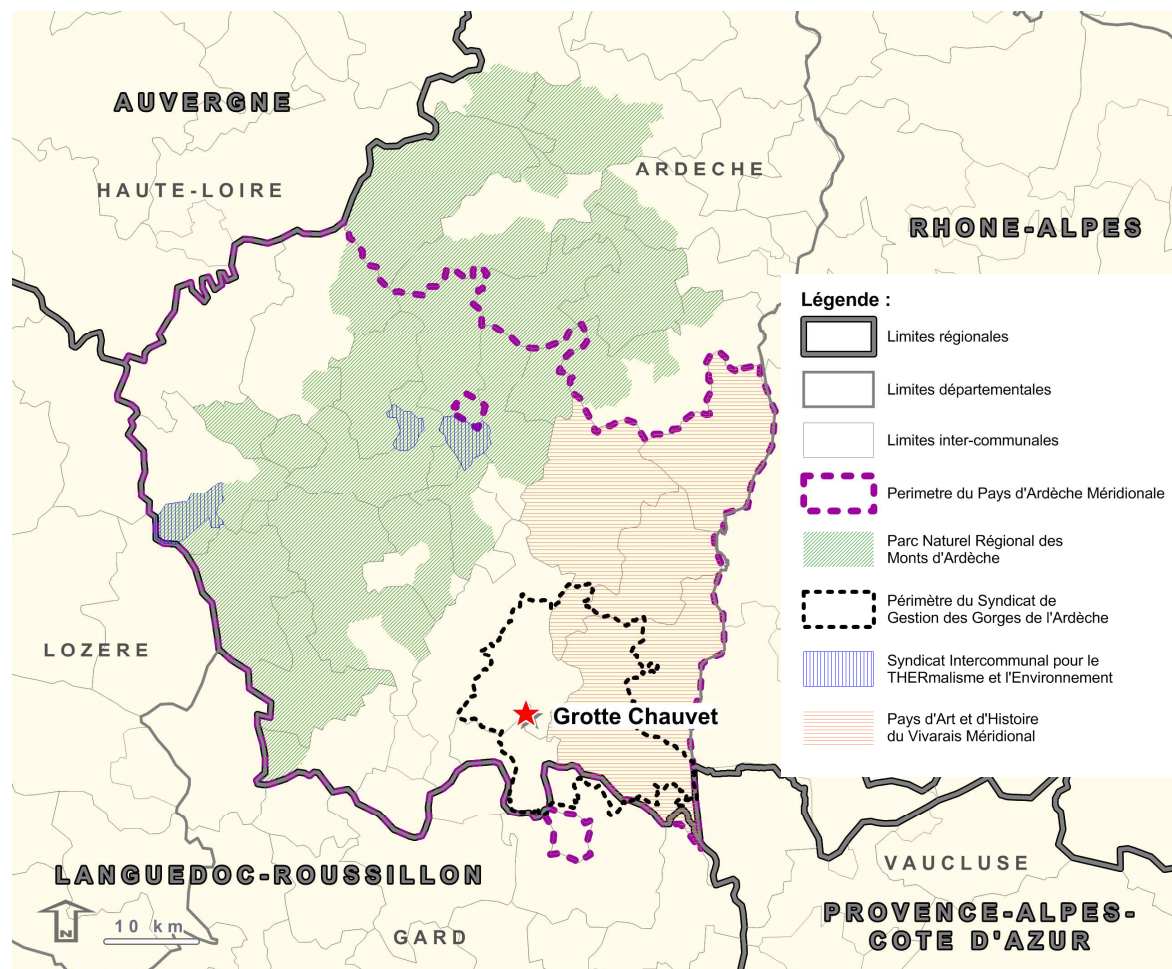 AUVERGNE
HAUTE-LOIRE
ARDECHE
RHONE-ALPES
Légende :
Limites régionales
Limites départementales
Limites inter-communales
Perimetre du Pays d'Ardèche Méridionale
Parc Naturel Régional des
Monts d'Ardèche
Périmètre du Syndicat de
Gestion des Gorges de l'Ardèche
Syndicat Intercommunal pour le
THERmalisme et l'Environnement
Pays d'Art et d'Histoire
du Vivarais Méridional
LOZERE
Grotte Chauvet
LANGUEDOC-ROUSSILLON
VAUCLUSE
PROVENCE-ALPES-
COTE D'AZUR
N
10 km
GARD